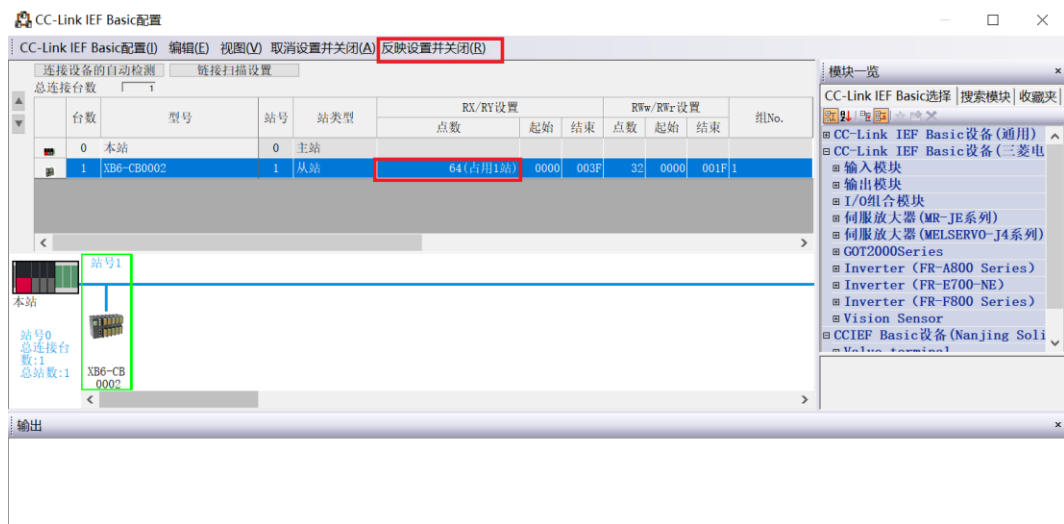 CC-Link IEF Basic配置
CC-Link IEF Basic配置(I) 编辑(E) 视图(V) 取消设置并关闭(A) 反映设置并关闭(R)
连接设备的自动检测 链接扫描设置
总连接台数 1
台数 型号 站号 站类型 RX/RY设置 RWw/RWr设置 组No.
点数 起始 结束 点数 起始 结束
0 本站 0 主站
1 XB6-CB0002 1 从站 64(占用1站) 0000 003F 32 0000 001F 1
站号1
本站
站号0
总连接台
数:1
总站数:1
XB6-CB
0002
模块一览
CC-Link IEF Basic选择 搜索模块 收藏夹
CC-Link IEF Basic设备(通用)
CC-Link IEF Basic设备(三菱电
输入模块
输出模块
I/O组合模块
伺服放大器(MR-JE系列)
伺服放大器(MELSERVO-J4系列)
GOT2000Series
Inverter (FR-A800 Series)
Inverter (FR-E700-NE)
Inverter (FR-F800 Series)
Vision Sensor
CCIEF Basic设备(Nanjing Soli
Valve terminal
输出